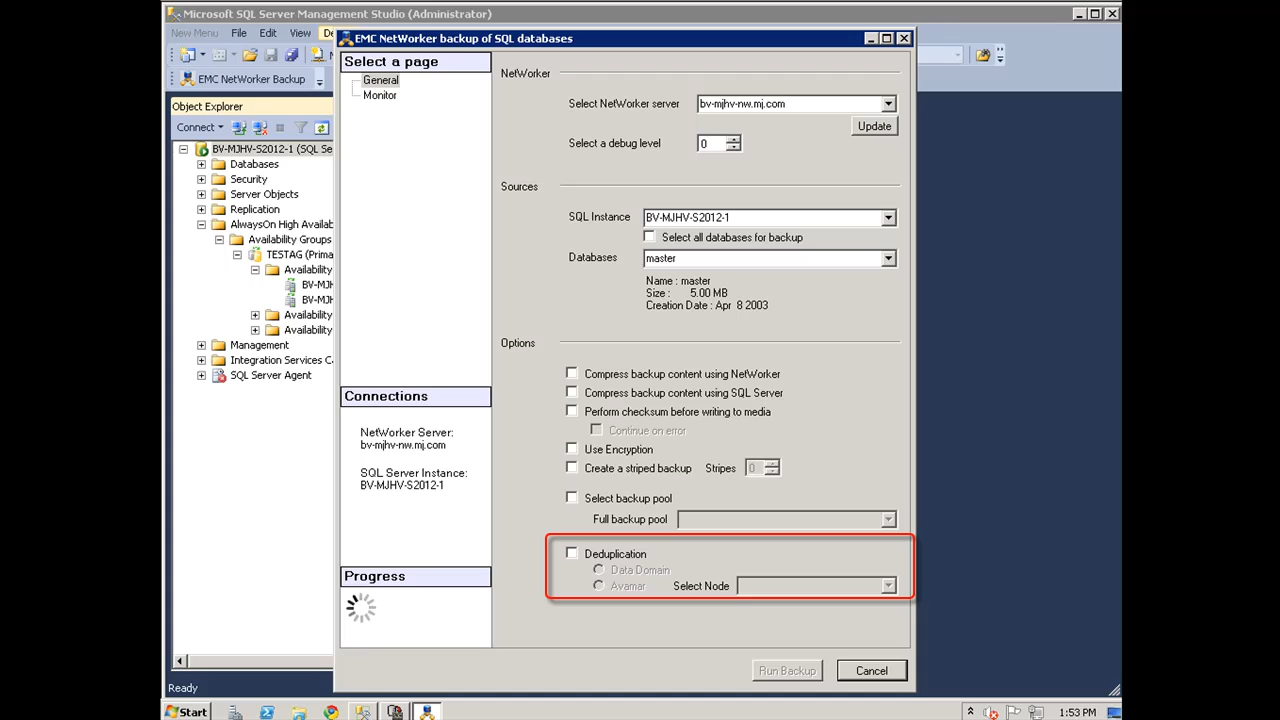 Microsoft SQL Server Management Studio (Administrator)
New Menu File Edit View De
EMC NetWorker Backup
Object Explorer
Connect
BV-MJHV-S2012-1 (SQL Se
Databases
Security
Server Objects
Replication
AlwaysOn High Availab
Availability Groups
TESTAG (Prima
Availability
BV-MJH
BV-MJH
Availability
Availability
Management
Integration Services Ca
SQL Server Agent
Ready
EMC NetWorker backup of SQL databases
Select a page
General
Monitor
Connections
NetWorker Server:
bv-mjhv-nw.mj.com
SQL Server Instance:
BV-MJHV-S2012-1
Progress
NetWorker
Select NetWorker server bv-mjhv-nw.mj.com
Update
Select a debug level 0
Sources
SQL Instance BV-MJHV-S2012-1
Select all databases for backup
Databases master
Name : master
Size : 5.00 MB
Creation Date : Apr 8 2003
Options
Compress backup content using NetWorker
Compress backup content using SQL Server
Perform checksum before writing to media
Continue on error
Use Encryption
Create a striped backup Stripes 0
Select backup pool
Full backup pool
Deduplication
Data Domain
Avamar Select Node
Run Backup Cancel
Start 1:53 PM